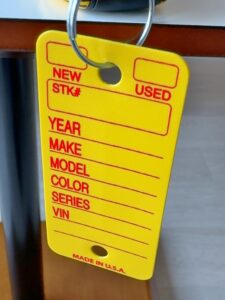 NEW USED
STK#
YEAR
MAKE
MODEL
COLOR
SERIES
VIN
MADE IN U.S.A.